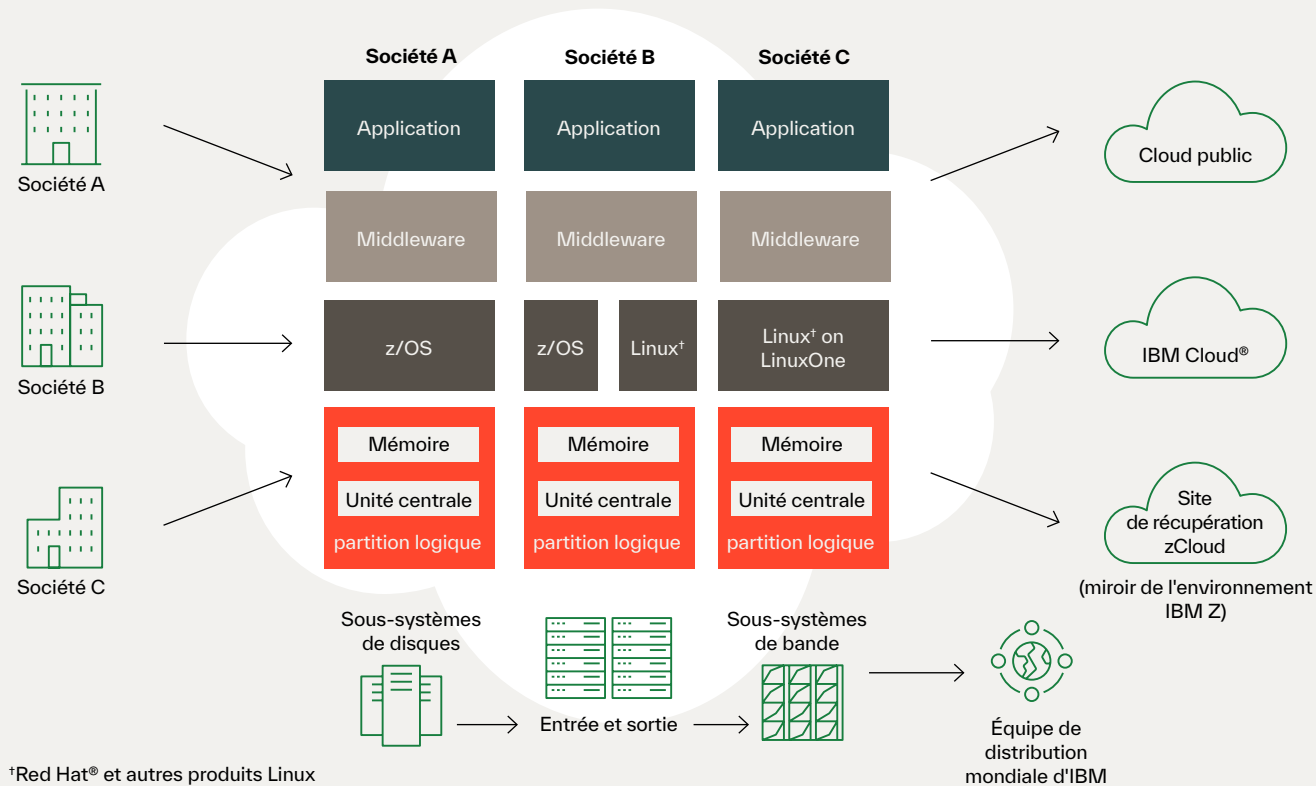 Société A
Société B
Société C
Société A
Société B
Société C
Application
Application
Application
Middleware
Middleware
Middleware
z/OS
z/OS
Linux†
Linux† on
LinuxOne
Mémoire
Mémoire
Mémoire
Unité centrale
Unité centrale
Unité centrale
partition logique
partition logique
partition logique
Cloud public
IBM Cloud®
Site
de récupération
zCloud
(miroir de l'environnement
IBM Z)
Sous-systèmes
de disques
Entrée et sortie
Sous-systèmes
de bande
Équipe de
distribution
mondiale d'IBM
†Red Hat® et autres produits Linux